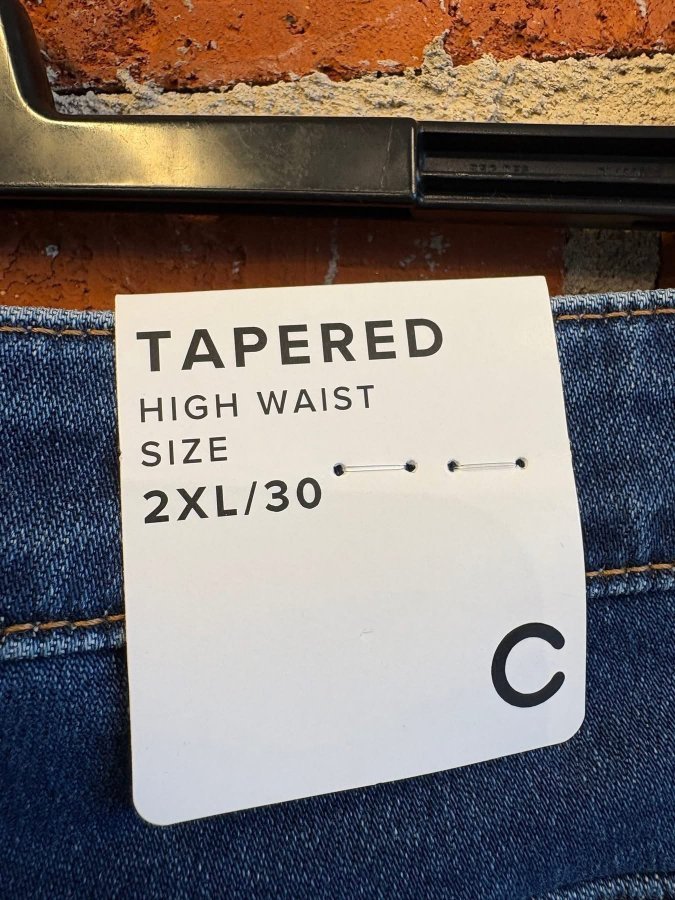 TAPERED
HIGH WAIST
SIZE
2XL/30
C